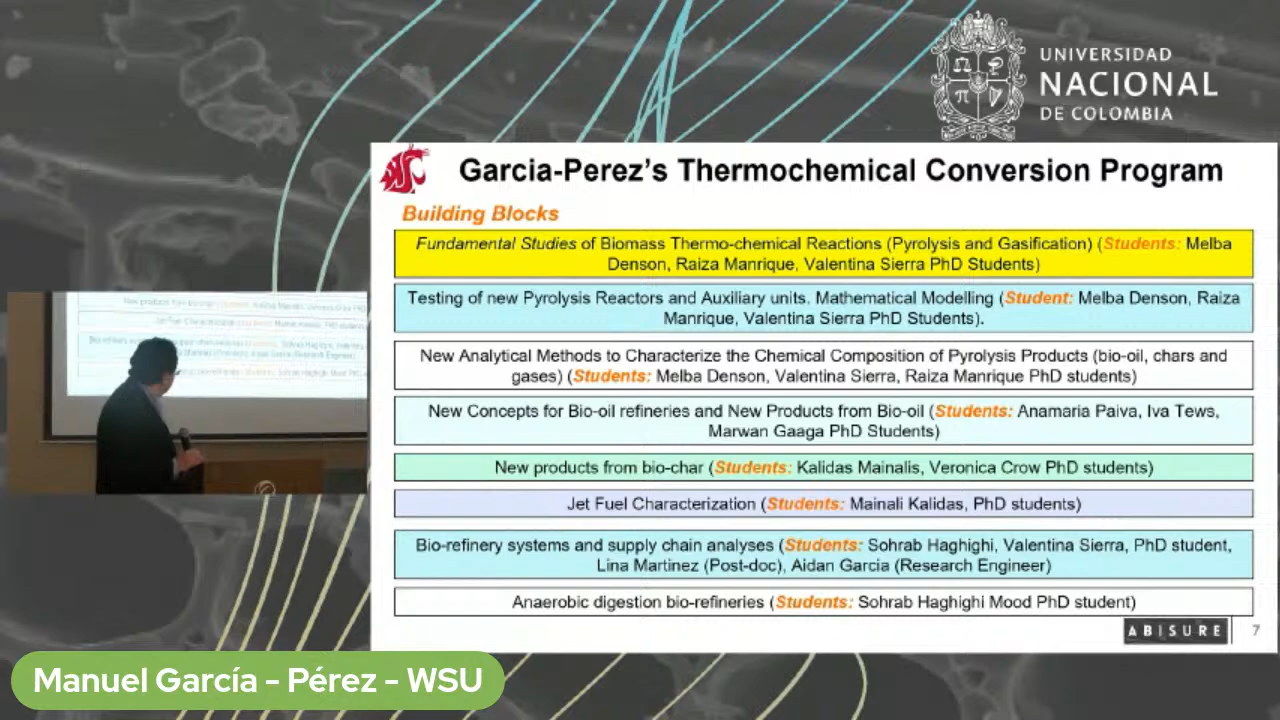 UNIVERSIDAD
NACIONAL
DE COLOMBIA
Garcia-Perez's Thermochemical Conversion Program
Building Blocks
Fundamental Studies of Biomass Thermo-chemical Reactions (Pyrolysis and Gasification) (Students: Melba
Denson, Raiza Manrique, Valentina Sierra PhD Students)
Testing of new Pyrolysis Reactors and Auxiliary units. Mathematical Modelling (Student: Melba Denson, Raiza
Manrique, Valentina Sierra PhD Students).
New Analytical Methods to Characterize the Chemical Composition of Pyrolysis Products (bio-oil, chars and
gases) (Students: Melba Denson, Valentina Sierra, Raiza Manrique PhD students)
New Concepts for Bio-oil refineries and New Products from Bio-oil (Students: Anamaria Paiva, Iva Tews,
Marwan Gaaga PhD Students)
New products from bio-char (Students: Kalidas Mainalis, Veronica Crow PhD students)
Jet Fuel Characterization (Students: Mainali Kalidas, PhD students)
Bio-refinery systems and supply chain analyses (Students: Sohrab Haghighi, Valentina Sierra, PhD student,
Lina Martinez (Post-doc), Aidan Garcia (Research Engineer)
Anaerobic digestion bio-refineries (Students: Sohrab Haghighi Mood PhD student)
ABISURE
7
Manuel García - Pérez - WSU